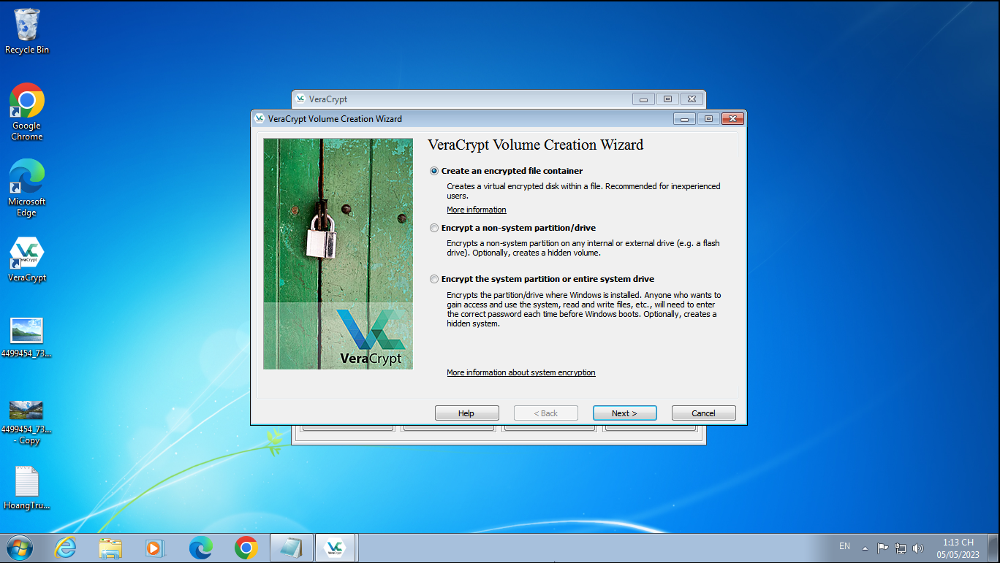 Recycle Bin
Google
Chrome
Microsoft
Edge
VeraCrypt
VeraCrypt
4499454_73...
4499454_73...
- Copy
HoangTru...
VeraCrypt
VeraCrypt Volume Creation Wizard
VeraCrypt Volume Creation Wizard
Create an encrypted file container
Creates a virtual encrypted disk within a file. Recommended for inexperienced
users.
More information
Encrypt a non-system partition/drive
Encrypts a non-system partition on any internal or external drive (e.g. a flash
drive). Optionally, creates a hidden volume.
Encrypt the system partition or entire system drive
Encrypts the partition/drive where Windows is installed. Anyone who wants to
gain access and use the system, read and write files, etc., will need to enter
the correct password each time before Windows boots. Optionally, creates a
hidden system.
More information about system encryption
VeraCrypt
Help
< Back
Next >
Cancel
VeraCrypt
EN
1:13 CH
05/05/2023